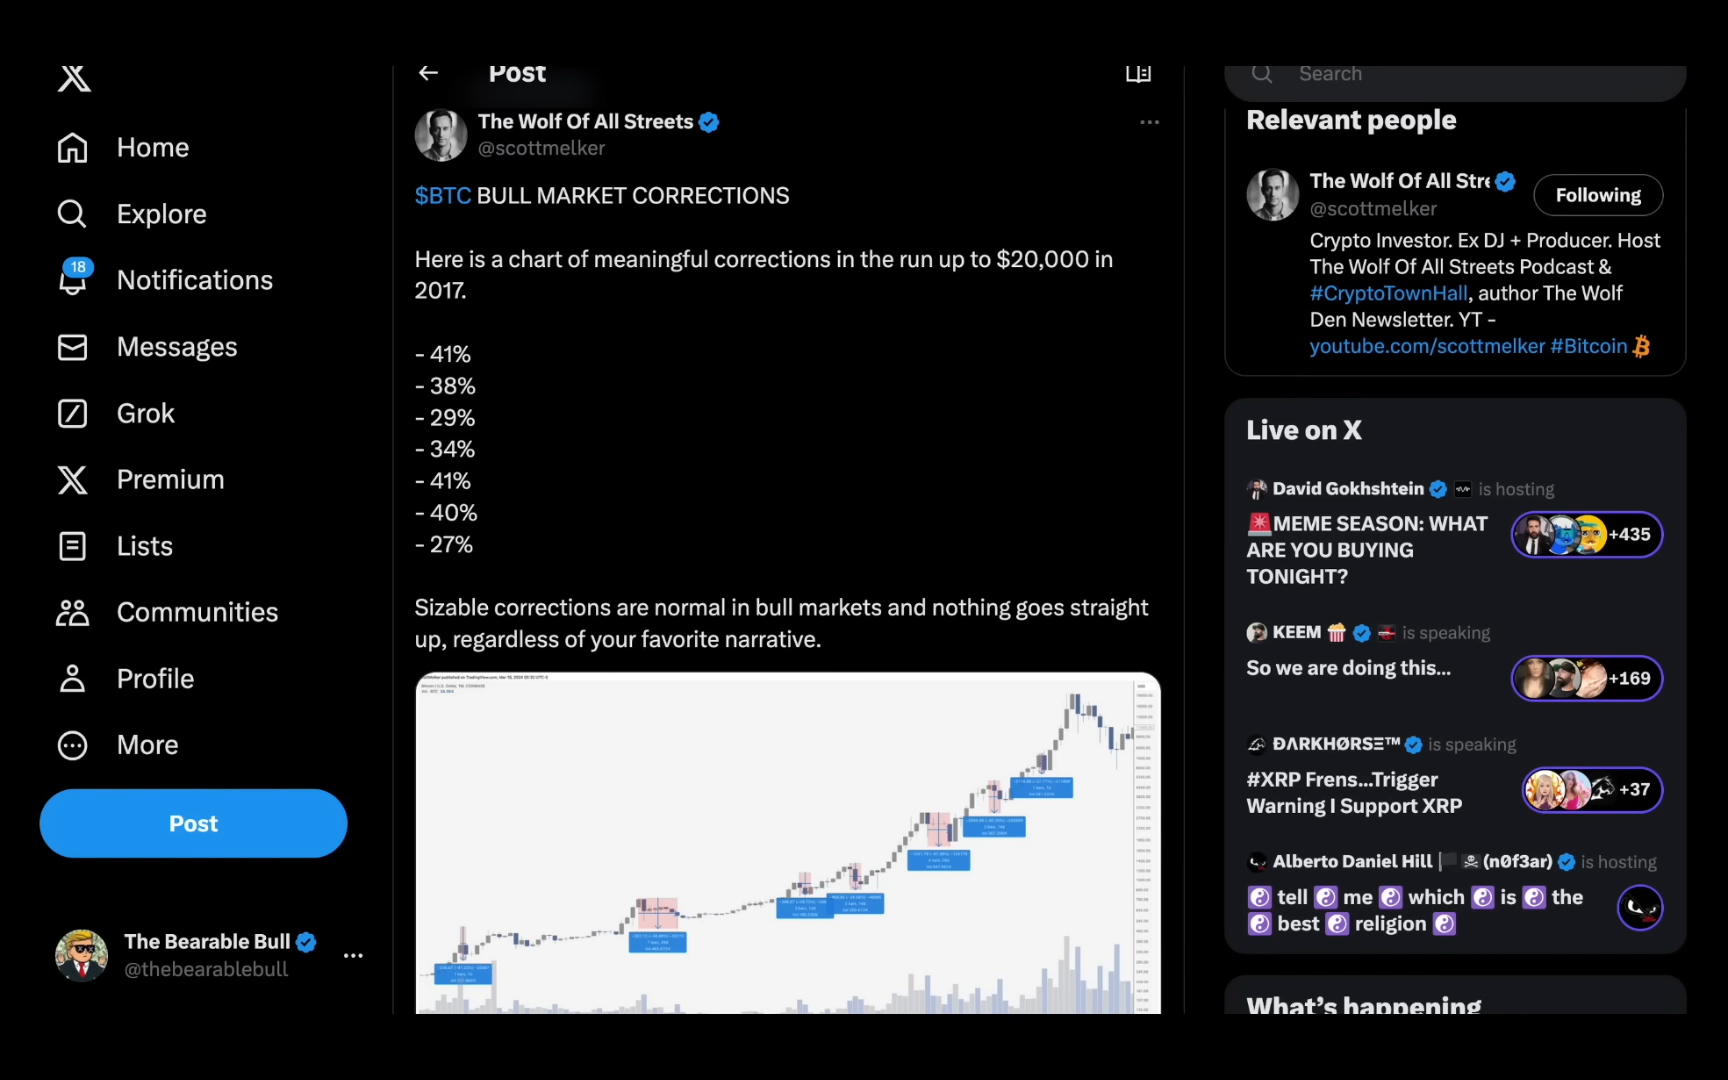 Home
Explore
18
Notifications
Messages
Grok
Premium
Lists
Communities
Profile
More
Post
The Bearable Bull
@thebearablebull
Post
The Wolf Of All Streets
@scottmelker
$BTC BULL MARKET CORRECTIONS
Here is a chart of meaningful corrections in the run up to $20,000 in
2017.
- 41%
- 38%
- 29%
- 34%
- 41%
- 40%
- 27%
Sizable corrections are normal in bull markets and nothing goes straight
up, regardless of your favorite narrative.
Search
Relevant people
The Wolf Of All Stre
@scottmelker
Following
Crypto Investor. Ex DJ + Producer. Host
The Wolf Of All Streets Podcast &
#CryptoTownHall, author The Wolf
Den Newsletter. YT -
youtube.com/scottmelker #Bitcoin
Live on X
David Gokhshtein is hosting
MEME SEASON: WHAT
ARE YOU BUYING
TONIGHT?
+435
KEEM is speaking
So we are doing this...
+169
ĐΛRKHØRSΞ™ is speaking
#XRP Frens...Trigger
Warning I Support XRP
+37
Alberto Daniel Hill (n0f3ar) is hosting
tell me which is the
best religion
What's happening